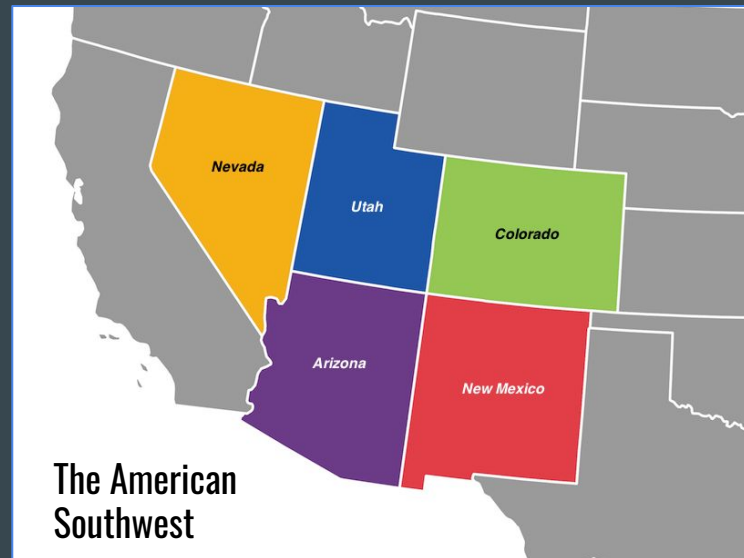 Nevada
Utah
Colorado
Arizona
New Mexico
The American
Southwest